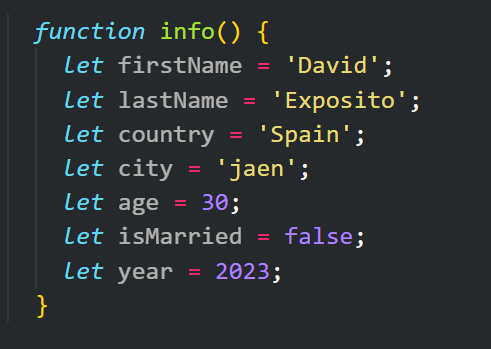 function info() {
let firstName = 'David';
let lastName = 'Exposito';
let country = 'Spain';
let city = 'jaen';
let age = 30;
let isMarried = false;
let year = 2023;
}